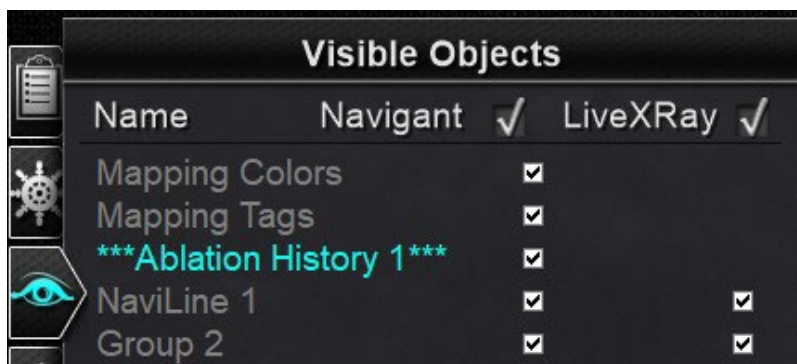 Visible Objects
Name Navigant LiveXRay
Mapping Colors
Mapping Tags
***Ablation History 1***
NaviLine 1
Group 2